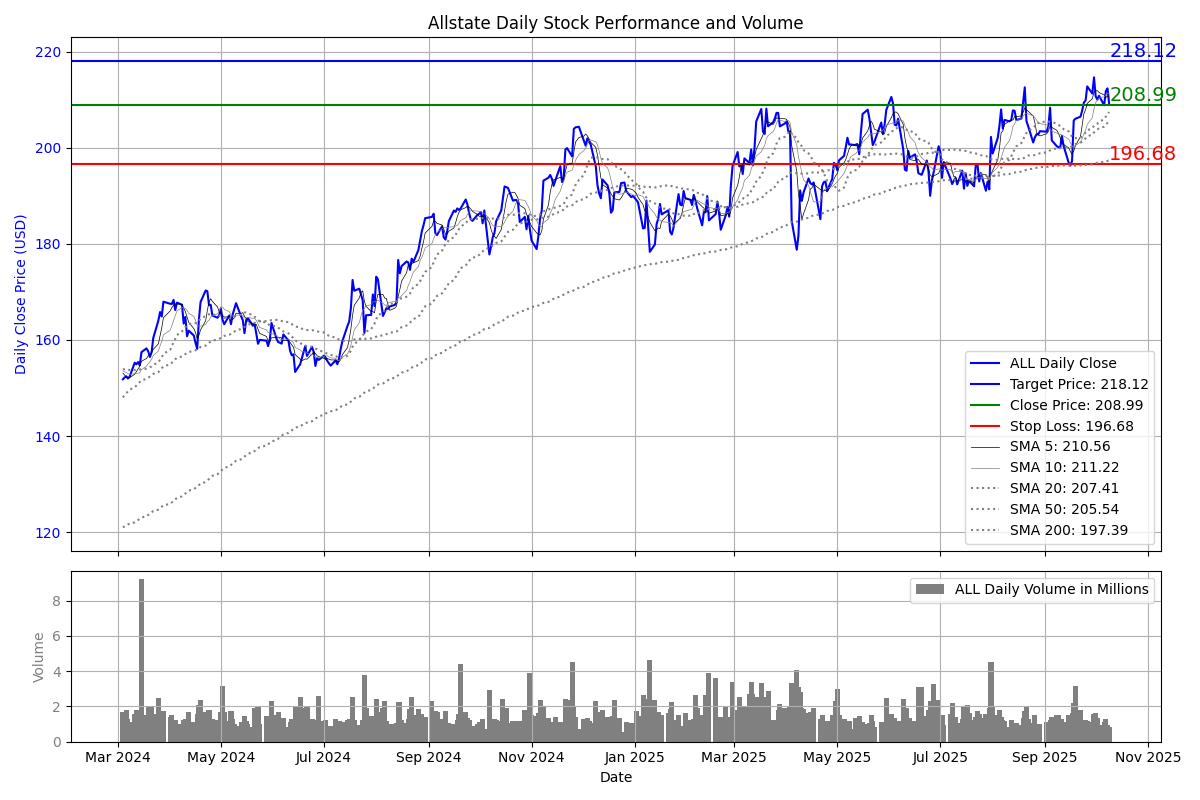 Allstate Daily Stock Performance and Volume
Daily Close Price (USD)
220
200
180
160
140
120
218.12
208.99
196.68
ALL Daily Close
Target Price: 218.12
Close Price: 208.99
Stop Loss: 196.68
SMA 5: 210.56
SMA 10: 211.22
SMA 20: 207.41
SMA 50: 205.54
SMA 200: 197.39
Volume
8
6
4
2
0
ALL Daily Volume in Millions
Mar 2024 May 2024 Jul 2024 Sep 2024 Nov 2024 Jan 2025 Mar 2025 May 2025 Jul 2025 Sep 2025 Nov 2025
Date